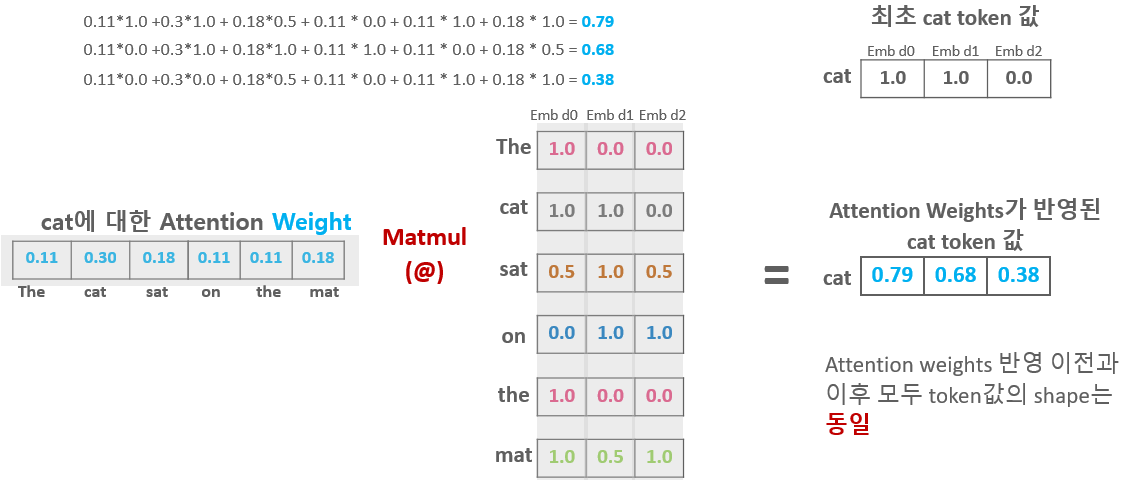 0.11*1.0 +0.3*1.0 + 0.18*0.5 + 0.11 * 0.0 + 0.11 * 1.0 + 0.18 * 1.0 = 0.79
0.11*0.0 +0.3*1.0 + 0.18*1.0 + 0.11 * 1.0 + 0.11 * 0.0 + 0.18 * 0.5 = 0.68
0.11*0.0 +0.3*0.0 + 0.18*0.5 + 0.11 * 0.0 + 0.11 * 1.0 + 0.18 * 1.0 = 0.38
최초 cat token 값
Emb d0 Emb d1 Emb d2
cat 1.0 1.0 0.0
cat에 대한 Attention Weight
0.11 0.30 0.18 0.11 0.11 0.18
The cat sat on the mat
Matmul
(@)
Emb d0 Emb d1 Emb d2
The 1.0 0.0 0.0
cat 1.0 1.0 0.0
sat 0.5 1.0 0.5
on 0.0 1.0 1.0
the 1.0 0.0 0.0
mat 1.0 0.5 1.0
=
Attention Weights가 반영된
cat token 값
cat 0.79 0.68 0.38
Attention weights 반영 이전과
이후 모두 token값의 shape는
동일